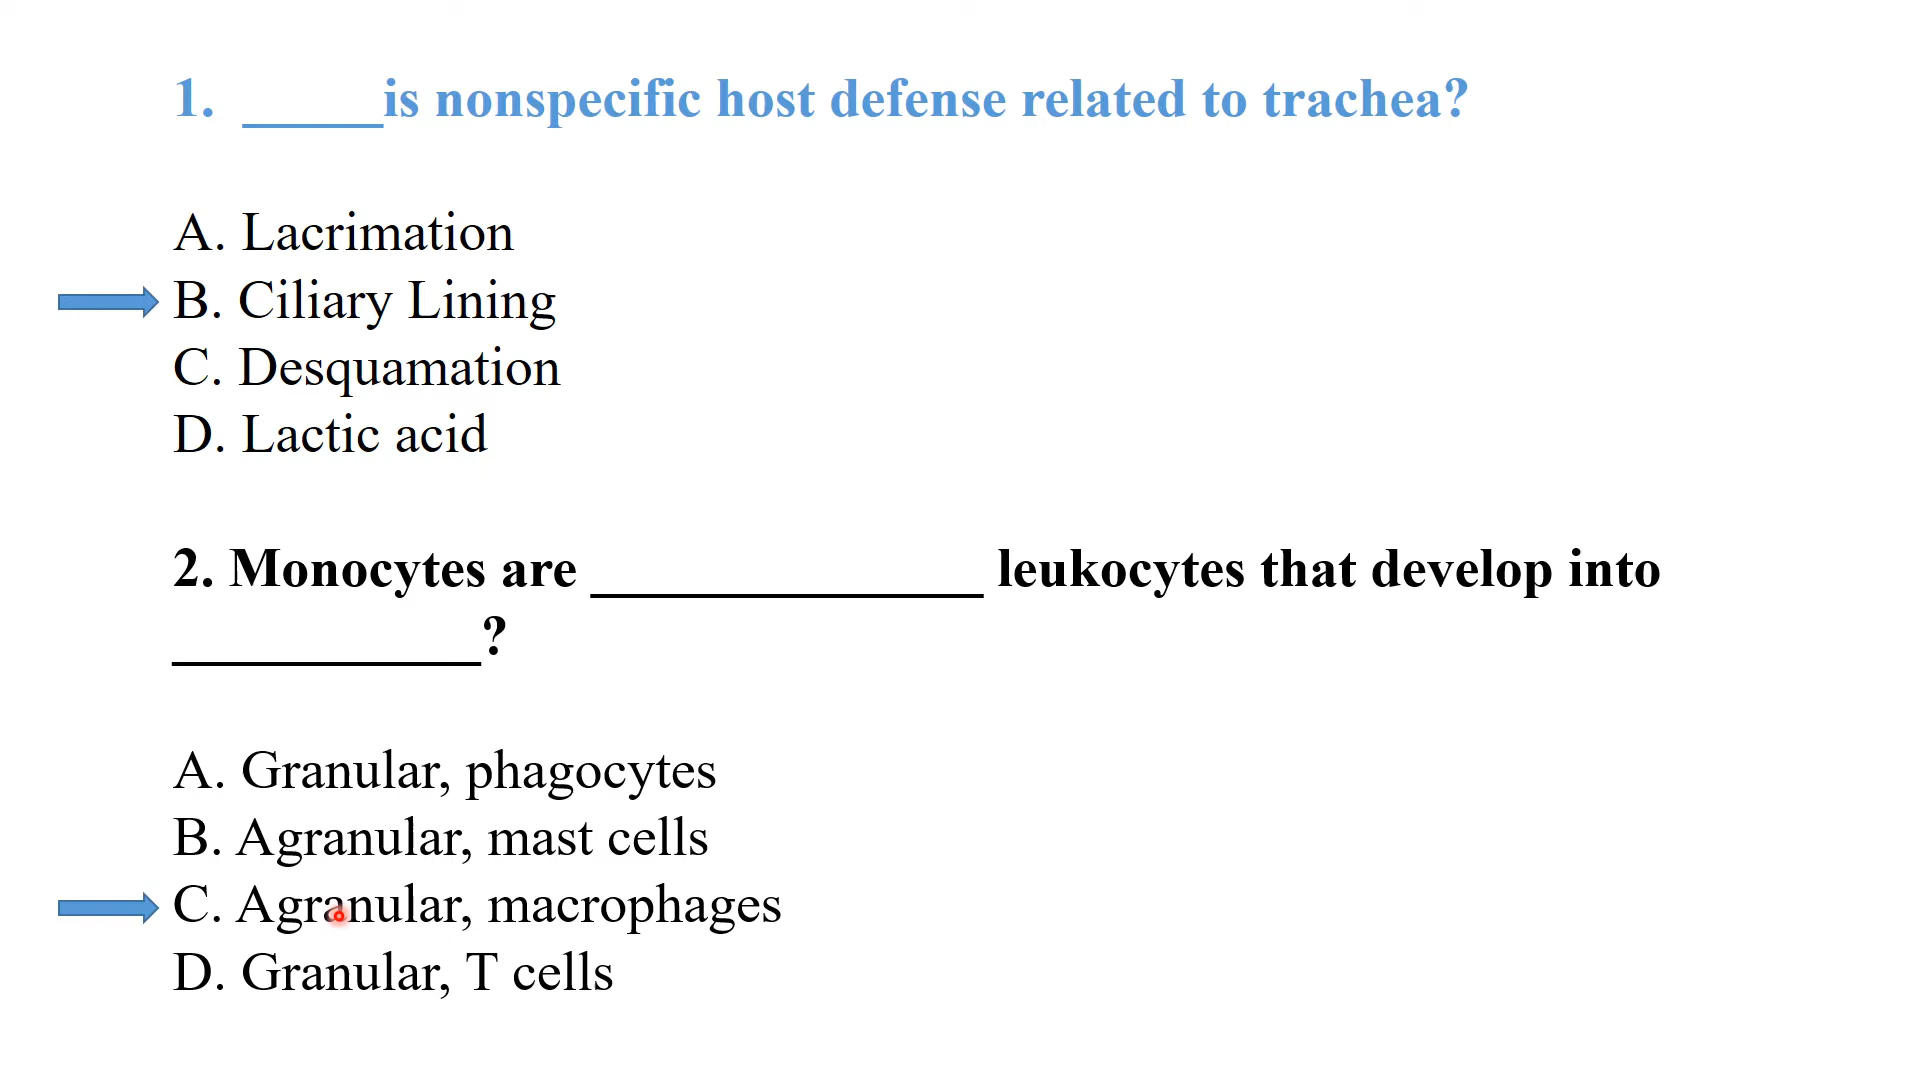 1. _____is nonspecific host defense related to trachea?
A. Lacrimation
B. Ciliary Lining
C. Desquamation
D. Lactic acid
2. Monocytes are ______________ leukocytes that develop into
___________?
A. Granular, phagocytes
B. Agranular, mast cells
C. Agranular, macrophages
D. Granular, T cells